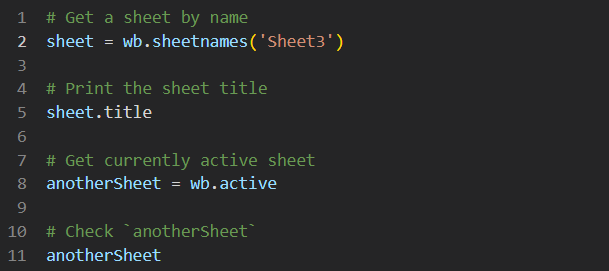 1 # Get a sheet by name
2 sheet = wb.sheetnames('Sheet3')
3
4 # Print the sheet title
5 sheet.title
6
7 # Get currently active sheet
8 anotherSheet = wb.active
9
10 # Check `anotherSheet`
11 anotherSheet